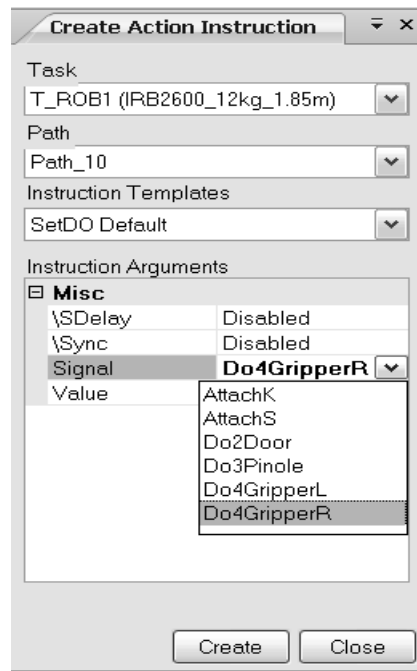 Create Action Instruction
Task
T_ROB1 (IRB2600_12kg_1.85m)
Path
Path_10
Instruction Templates
SetDO Default
Instruction Arguments
Misc
\SDelay Disabled
\Sync Disabled
Signal Do4GripperR
Value
AttachK
AttachS
Do2Door
Do3Pinole
Do4GripperL
Do4GripperR
Create Close